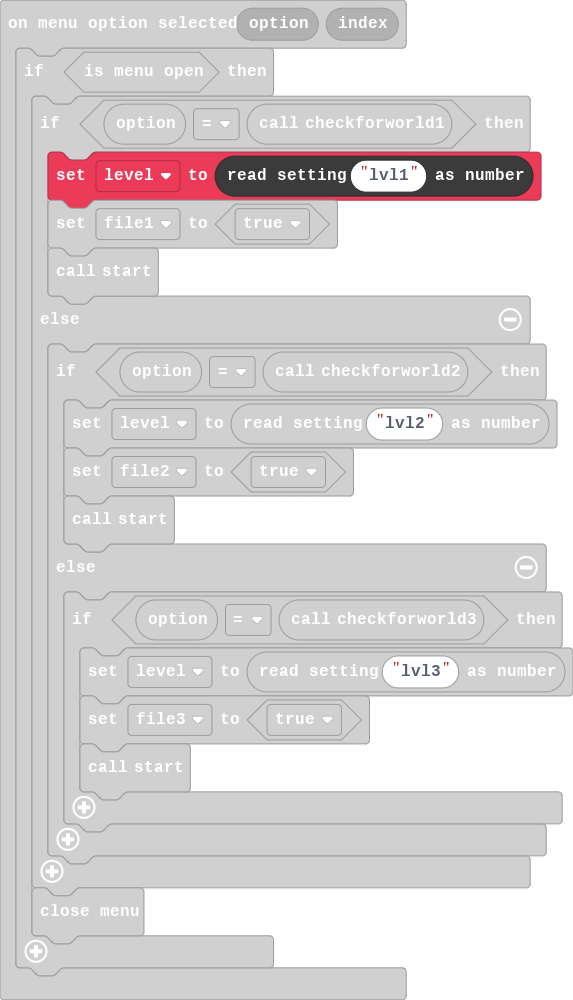 on menu option selected option index
if is menu open then
if option = call checkforworld1 then
set level to read setting "lvl1" as number
set file1 to true
call start
else
if option = call checkforworld2 then
set level to read setting "lvl2" as number
set file2 to true
call start
else
if option = call checkforworld3 then
set level to read setting "lvl3" as number
set file3 to true
call start
close menu